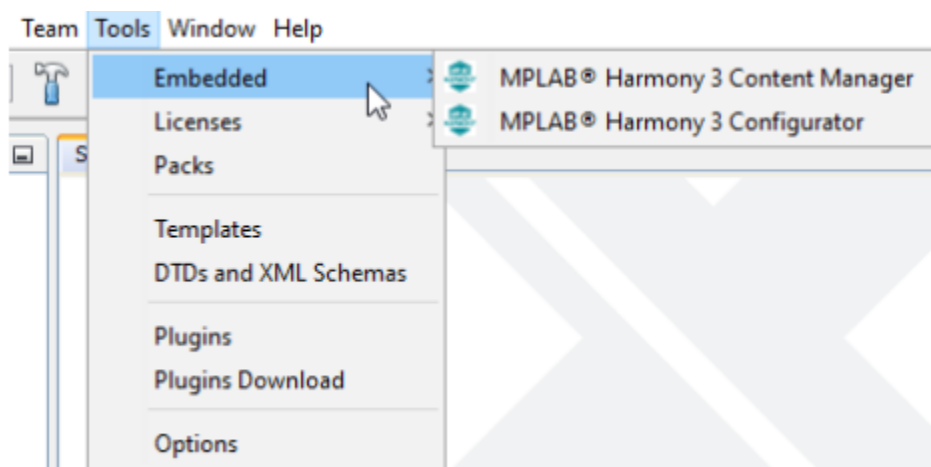 Team Tools Window Help
Embedded
MPLAB® Harmony 3 Content Manager
Licenses
MPLAB® Harmony 3 Configurator
S
Packs
Templates
DTDs and XML Schemas
Plugins
Plugins Download
Options